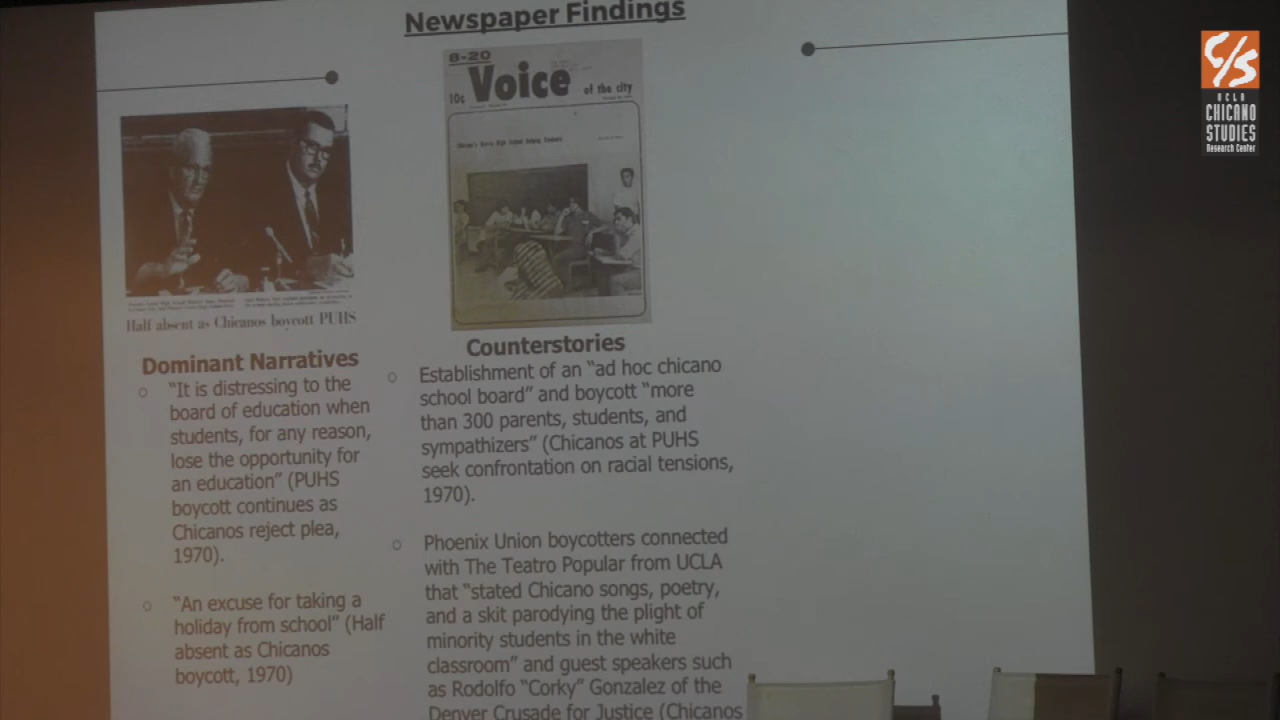 Newspaper Findings
8-20
10¢ Voice of the city
Half absent as Chicanos boycott PUHS
Dominant Narratives
○ “It is distressing to the
board of education when
students, for any reason,
lose the opportunity for
an education” (PUHS
boycott continues as
Chicanos reject plea,
1970).
○ “An excuse for taking a
holiday from school” (Half
absent as Chicanos
boycott, 1970)
Counterstories
○ Establishment of an “ad hoc chicano
school board” and boycott “more
than 300 parents, students, and
sympathizers” (Chicanos at PUHS
seek confrontation on racial tensions,
1970).
○ Phoenix Union boycotters connected
with The Teatro Popular from UCLA
that “stated Chicano songs, poetry,
and a skit parodying the plight of
minority students in the white
classroom” and guest speakers such
as Rodolfo “Corky” Gonzalez of the
Denver Crusade for Justice (Chicanos
C/S
UCLA
CHICANO
STUDIES
Research Center